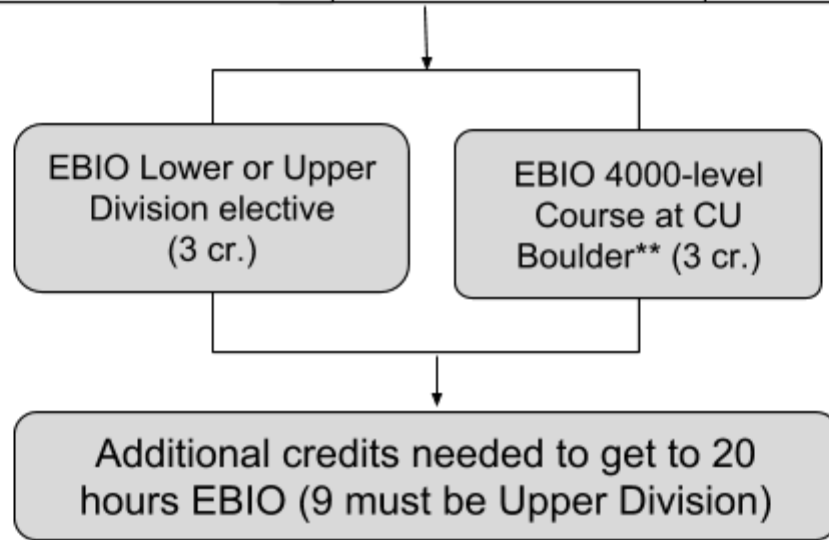 EBIO Lower or Upper
Division elective
(3 cr.)
EBIO 4000-level
Course at CU
Boulder** (3 cr.)
Additional credits needed to get to 20
hours EBIO (9 must be Upper Division)